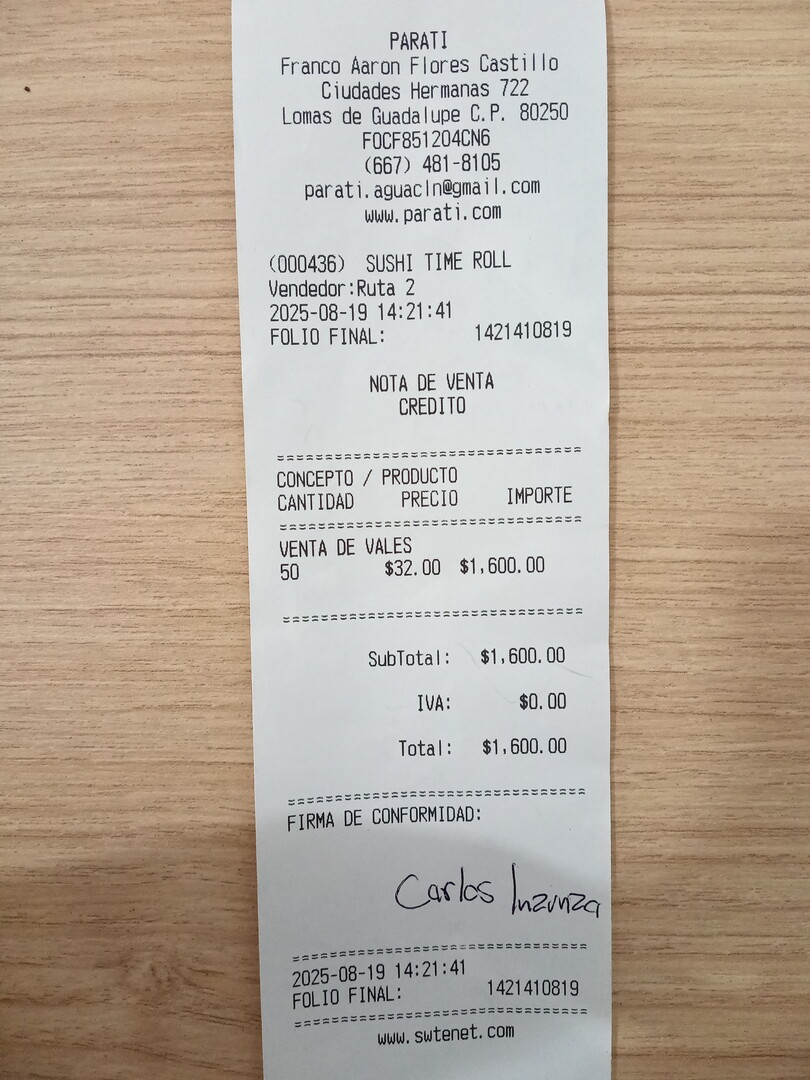 PARATI
Franco Aaron Flores Castillo
Ciudades Hermanas 722
Lomas de Guadalupe C.P. 80250
FOCF851204CN6
(667) 481-8105
parati.aguacln@gmail.com
www.parati.com
(000436) SUSHI TIME ROLL
Vendedor:Ruta 2
2025-08-19 14:21:41
FOLIO FINAL: 1421410819
NOTA DE VENTA
CREDITO
================================
CONCEPTO / PRODUCTO
CANTIDAD PRECIO IMPORTE
================================
VENTA DE VALES
50 $32.00 $1,600.00
================================
SubTotal: $1,600.00
IVA: $0.00
Total: $1,600.00
================================
FIRMA DE CONFORMIDAD:
Carlos Inzunza
================================
2025-08-19 14:21:41
FOLIO FINAL: 1421410819
================================
www.swtenet.com